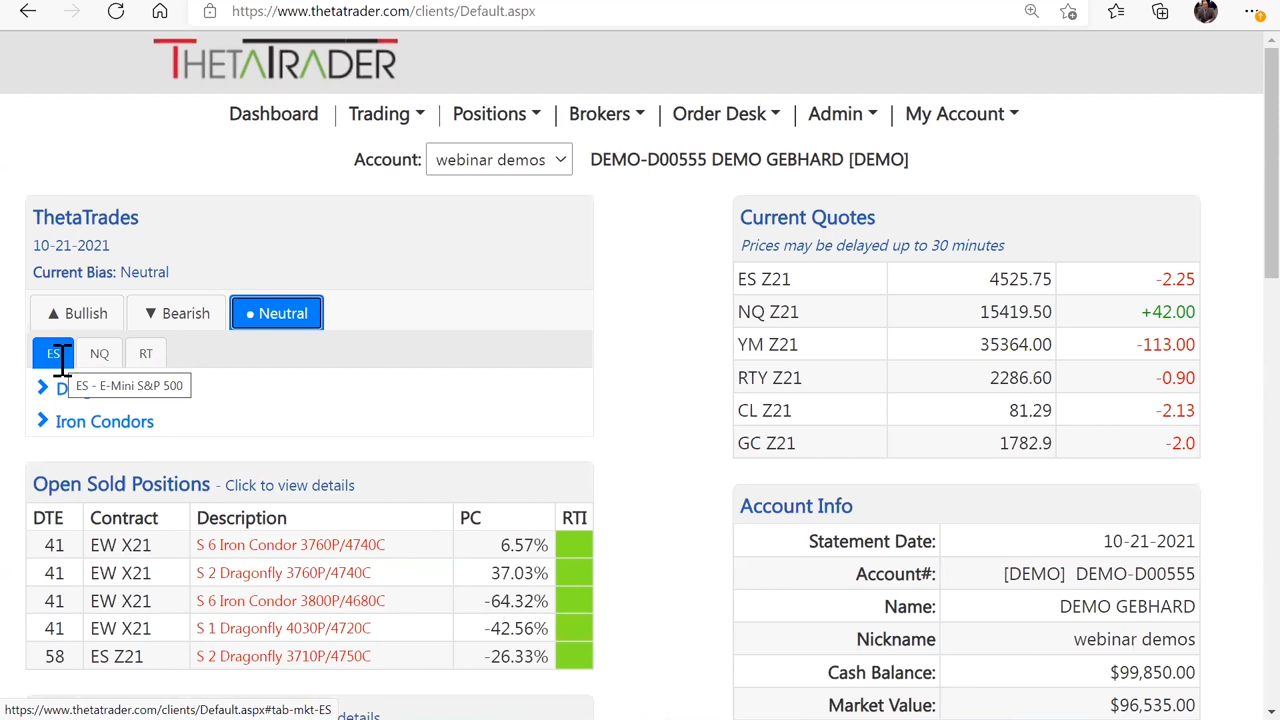 https://www.thetatrader.com/clients/Default.aspx
THETATRADER
Dashboard | Trading | Positions | Brokers | Order Desk | Admin | My Account
Account: webinar demos DEMO-D00555 DEMO GEBHARD [DEMO]
ThetaTrades
10-21-2021
Current Bias: Neutral
▲ Bullish ▼ Bearish ● Neutral
ES NQ RT
ES - E-Mini S&P 500
Iron Condors
Open Sold Positions - Click to view details
DTE Contract Description PC RTI
41 EW X21 S 6 Iron Condor 3760P/4740C 6.57%
41 EW X21 S 2 Dragonfly 3760P/4740C 37.03%
41 EW X21 S 6 Iron Condor 3800P/4680C -64.32%
41 EW X21 S 1 Dragonfly 4030P/4720C -42.56%
58 ES Z21 S 2 Dragonfly 3710P/4750C -26.33%
https://www.thetatrader.com/clients/Default.aspx#tab-mkt-ES
details
Current Quotes
Prices may be delayed up to 30 minutes
ES Z21 4525.75 -2.25
NQ Z21 15419.50 +42.00
YM Z21 35364.00 -113.00
RTY Z21 2286.60 -0.90
CL Z21 81.29 -2.13
GC Z21 1782.9 -2.0
Account Info
Statement Date: 10-21-2021
Account#: [DEMO] DEMO-D00555
Name: DEMO GEBHARD
Nickname webinar demos
Cash Balance: $99,850.00
Market Value: $96,535.00